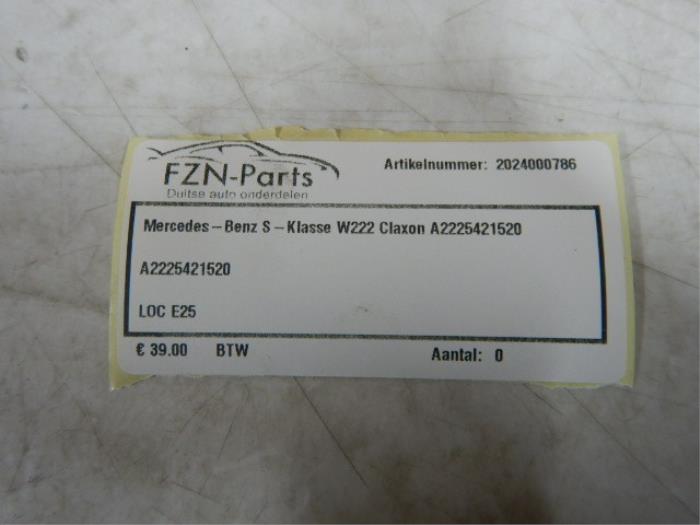 FZN-Parts
Duitse auto onderdelen
Artikelnummer: 2024000786
Mercedes-Benz S-Klasse W222 Claxon A2225421520
A2225421520
LOC E25
€ 39.00 BTW Aantal: 0